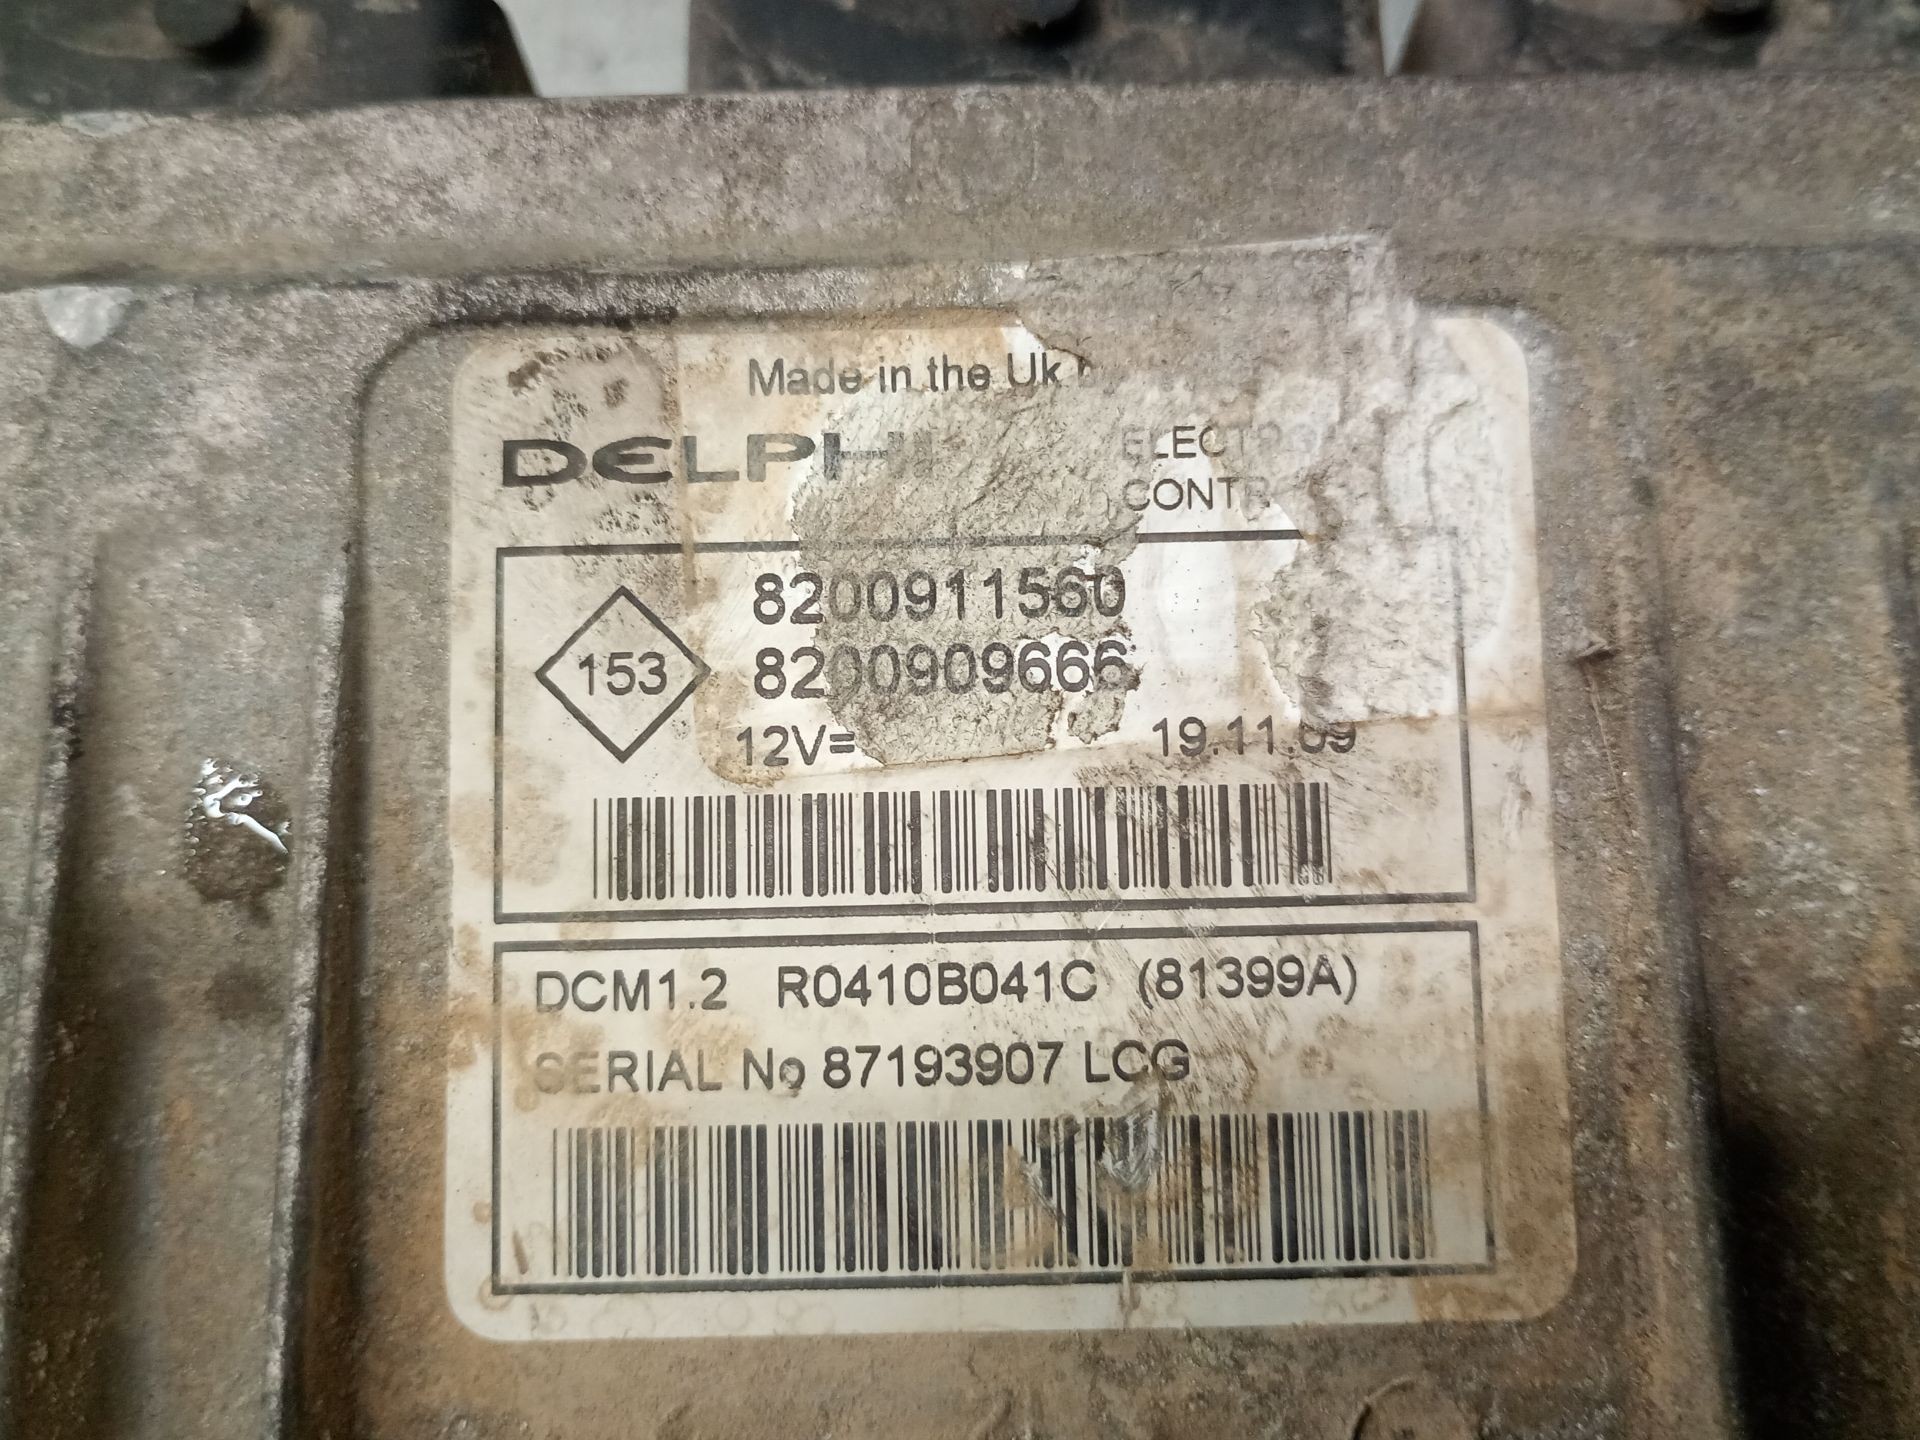 Made in the Uk
DELPHI
CONTR
8200911560
153
8200909666
12V= 19.11.09
DCM1.2 R0410B041C (81399A)
SERIAL No 87193907 LCG